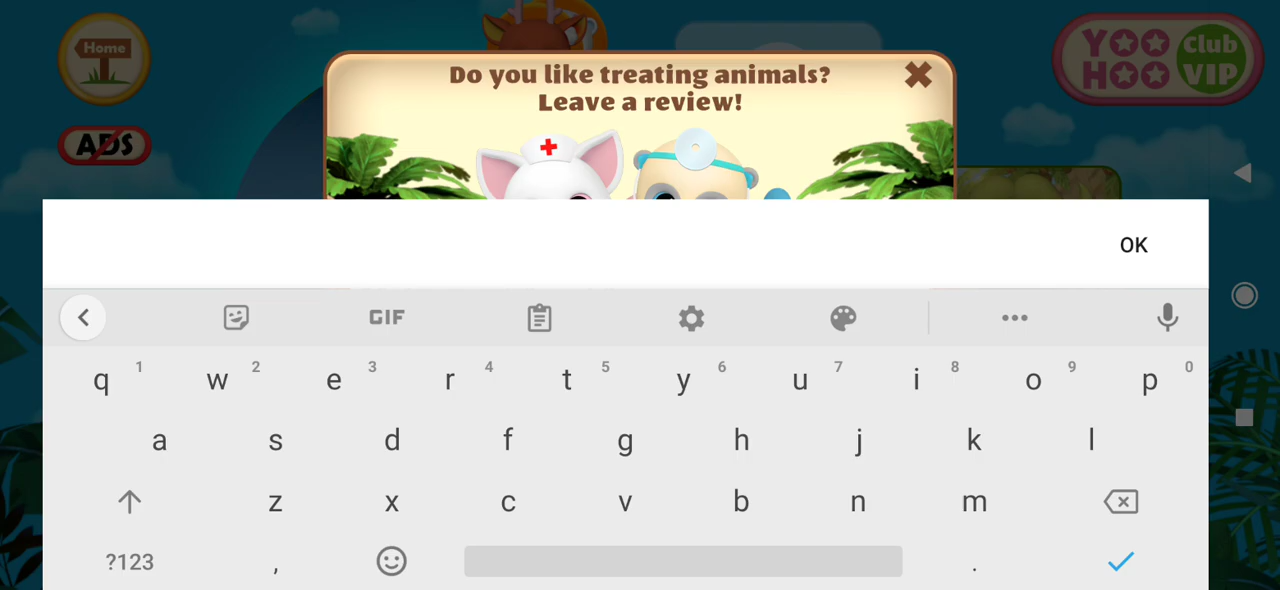 Home
ADS
Do you like treating animals?
Leave a review!
YOO HOO
Club VIP
OK
GIF
q 1 w 2 e 3 r 4 t 5 y 6 u 7 i 8 o 9 p 0
a s d f g h j k l
z x c v b n m
?123 , .